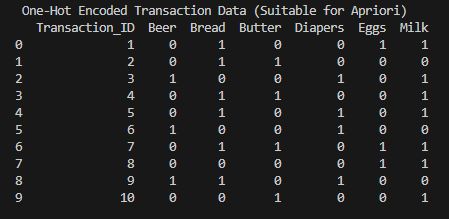 One-Hot Encoded Transaction Data (Suitable for Apriori)
Transaction_ID Beer Bread Butter Diapers Eggs Milk
0 1 0 1 0 0 1 1
1 2 0 1 1 0 0 0
2 3 1 0 0 1 0 1
3 4 0 1 1 0 0 1
4 5 0 1 0 1 0 1
5 6 1 0 0 1 0 0
6 7 0 1 1 0 1 1
7 8 0 0 0 0 1 1
8 9 1 1 0 1 0 0
9 10 0 0 1 0 0 1